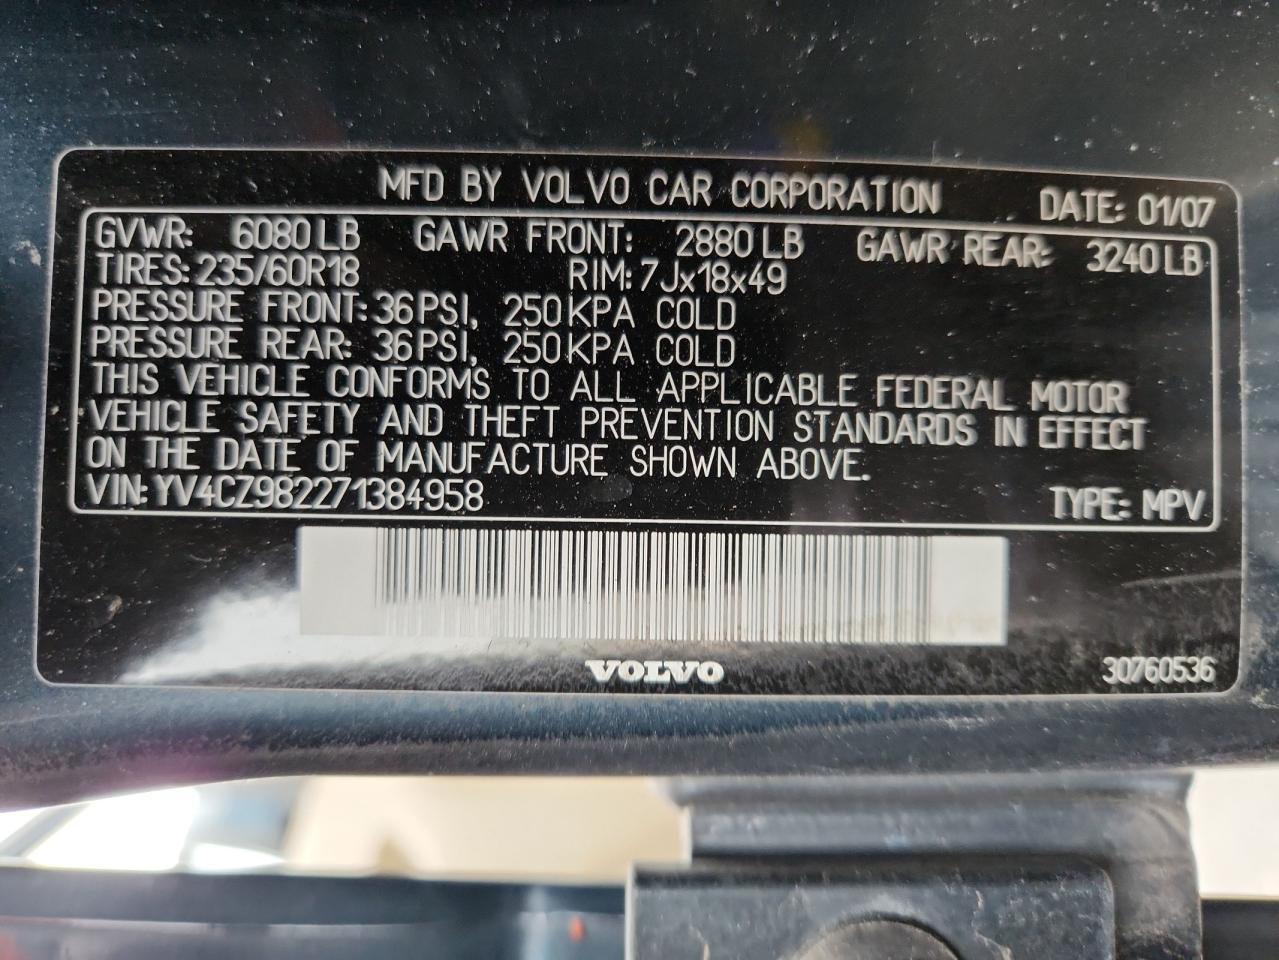 MFD BY VOLVO CAR CORPORATION DATE: 01/07
GVWR: 6080 LB GAWR FRONT: 2880 LB GAWR REAR: 3240 LB
TIRES: 235/60R18 RIM: 7Jx18x49
PRESSURE FRONT: 36 PSI, 250 KPA COLD
PRESSURE REAR: 36 PSI, 250 KPA COLD
THIS VEHICLE CONFORMS TO ALL APPLICABLE FEDERAL MOTOR
VEHICLE SAFETY AND THEFT PREVENTION STANDARDS IN EFFECT
ON THE DATE OF MANUFACTURE SHOWN ABOVE.
VIN: YV4CZ982271384958 TYPE: MPV
VOLVO 30760536